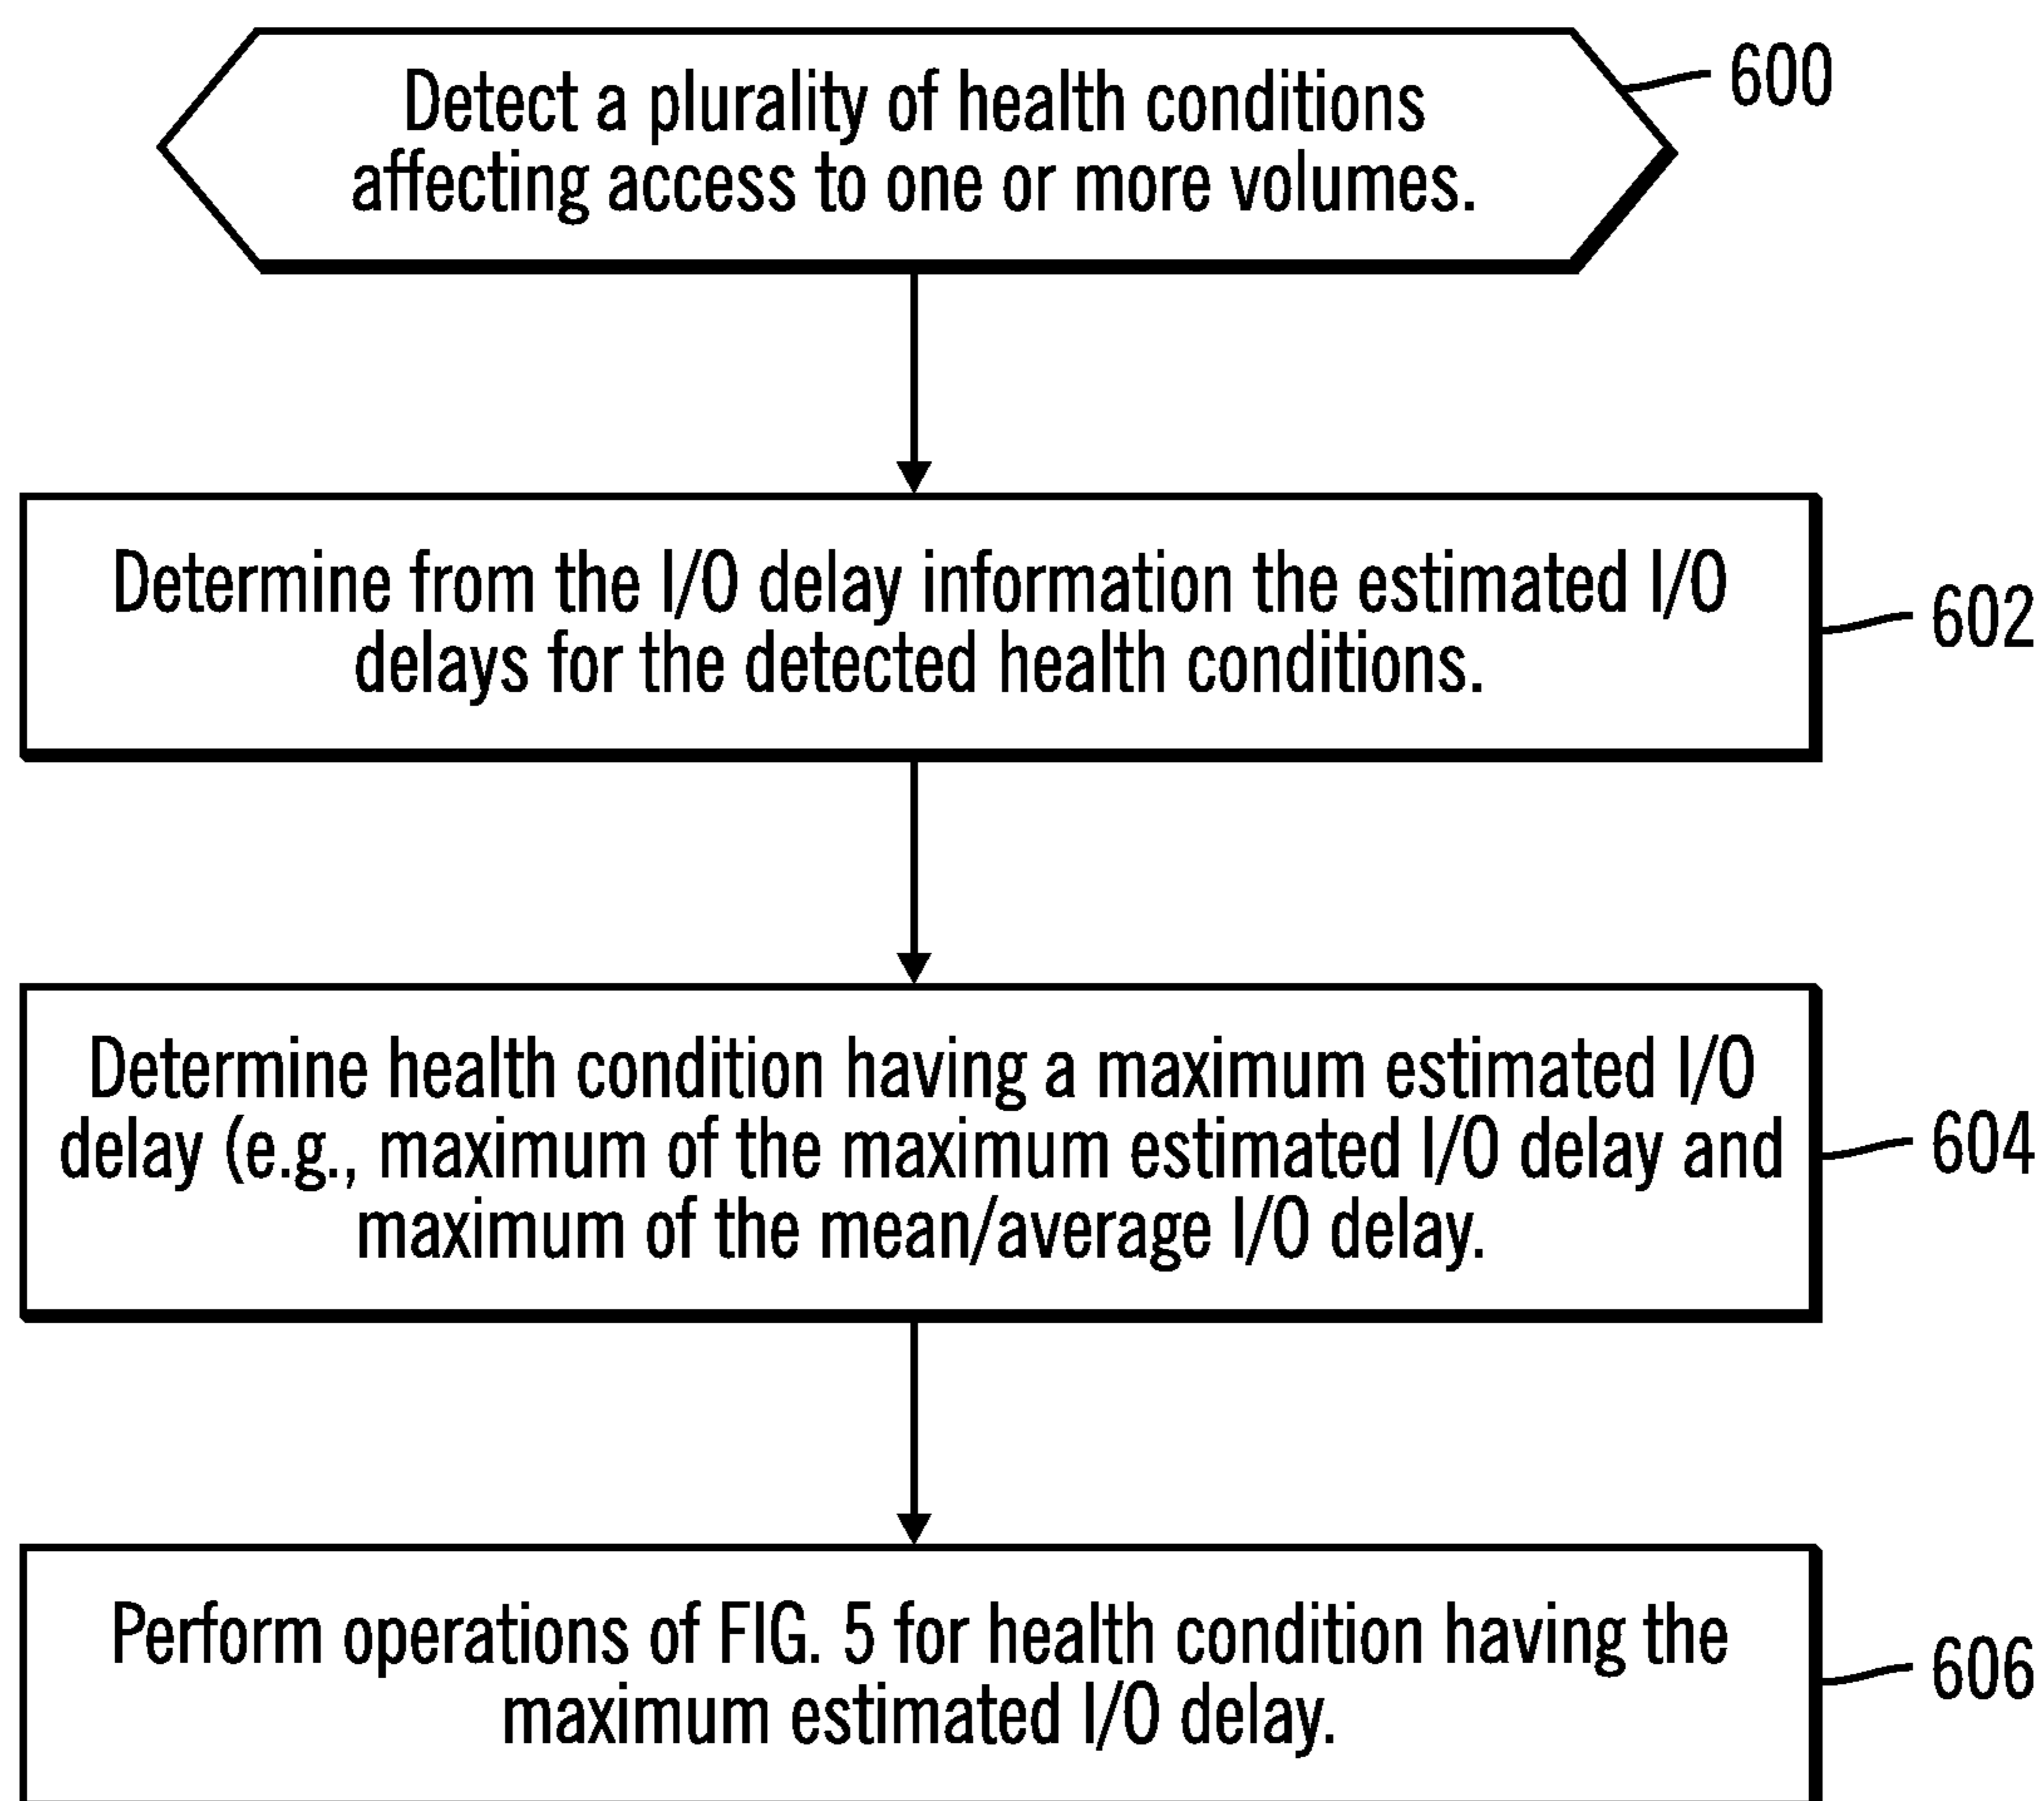 Detect a plurality of health conditions
affecting access to one or more volumes.
600
Determine from the I/O delay information the estimated I/O
delays for the detected health conditions.
602
Determine health condition having a maximum estimated I/O
delay (e.g., maximum of the maximum estimated I/O delay and
maximum of the mean/average I/O delay.
604
Perform operations of FIG. 5 for health condition having the
maximum estimated I/O delay.
606